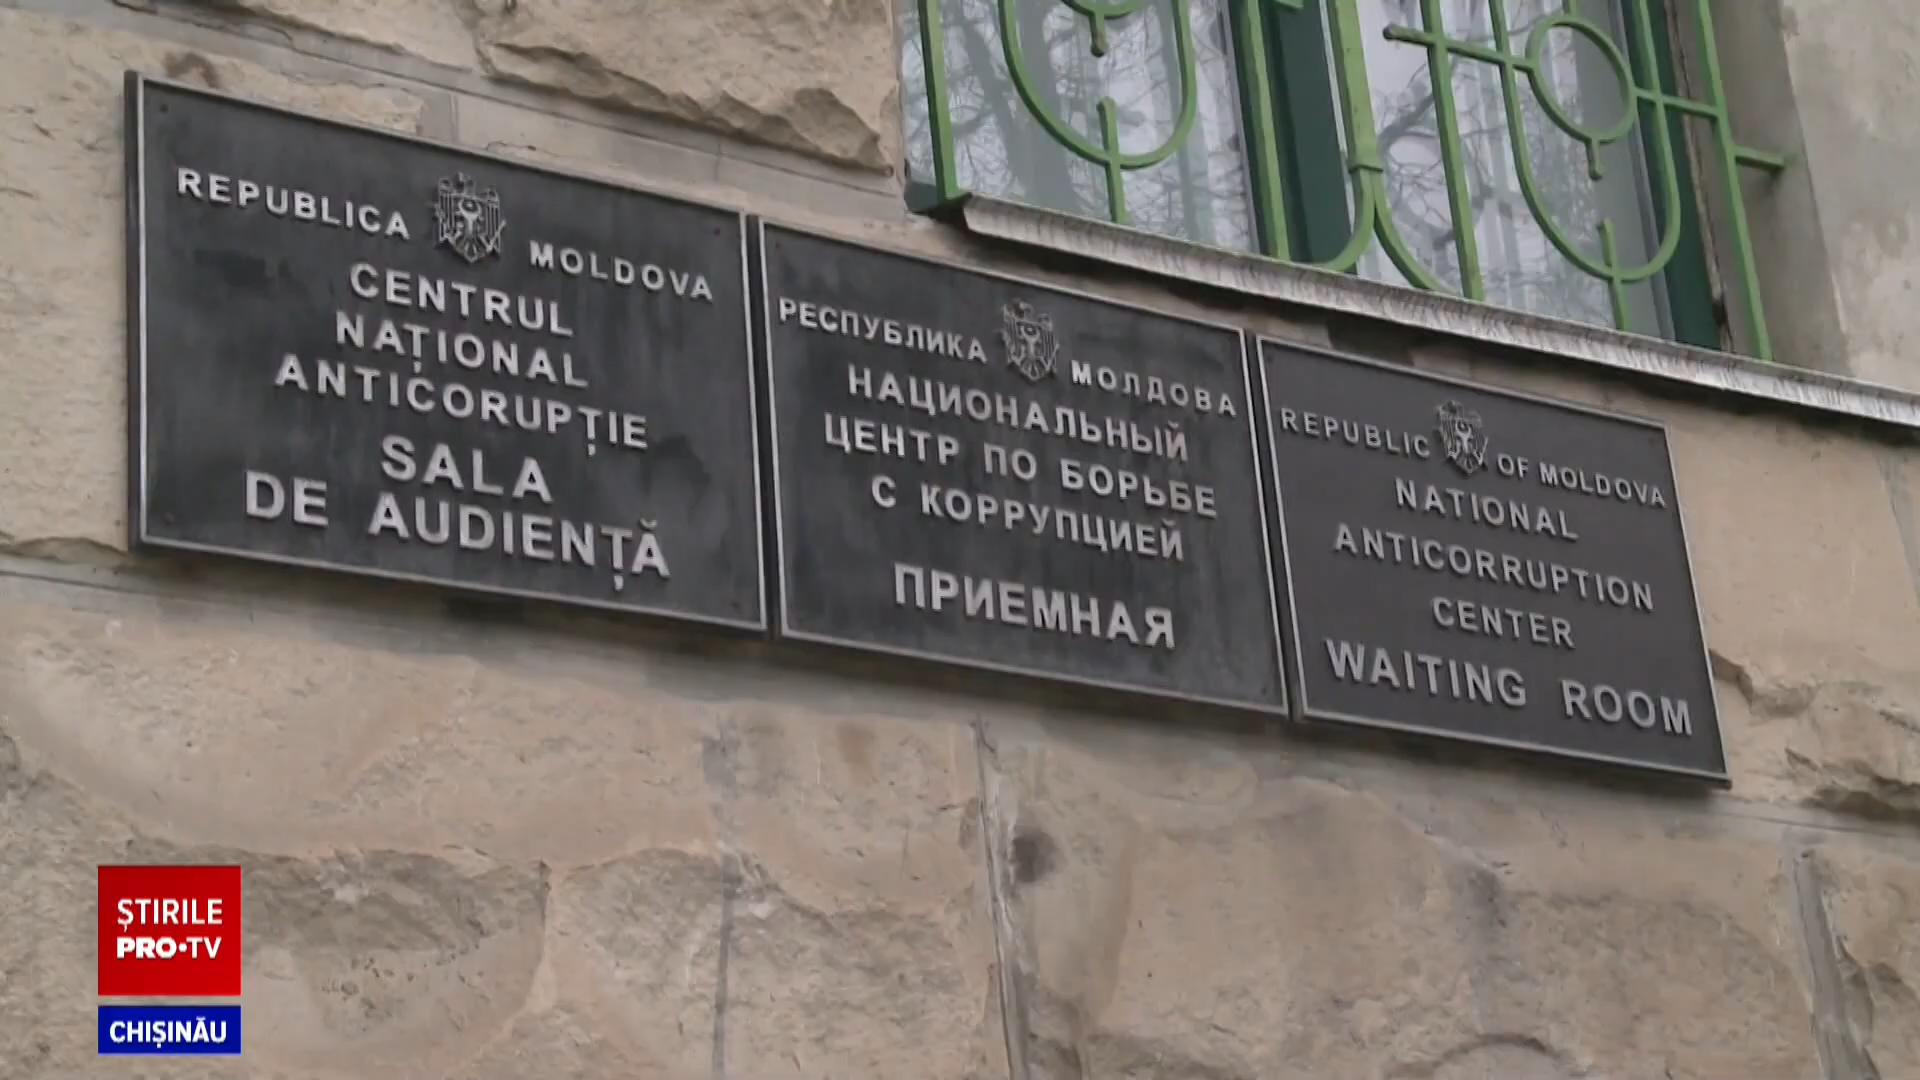 REPUBLICA MOLDOVA
CENTRUL
NAȚIONAL
ANTICORUPȚIE
SALA
DE AUDIENȚĂ
РЕСПУБЛИКА МОЛДОВА
НАЦИОНАЛЬНЫЙ
ЦЕНТР ПО БОРЬБЕ
С КОРРУПЦИЕЙ
ПРИЕМНАЯ
REPUBLIC OF MOLDOVA
NATIONAL
ANTICORRUPTION
CENTER
WAITING ROOM
ȘTIRILE
PRO•TV
CHIȘINĂU